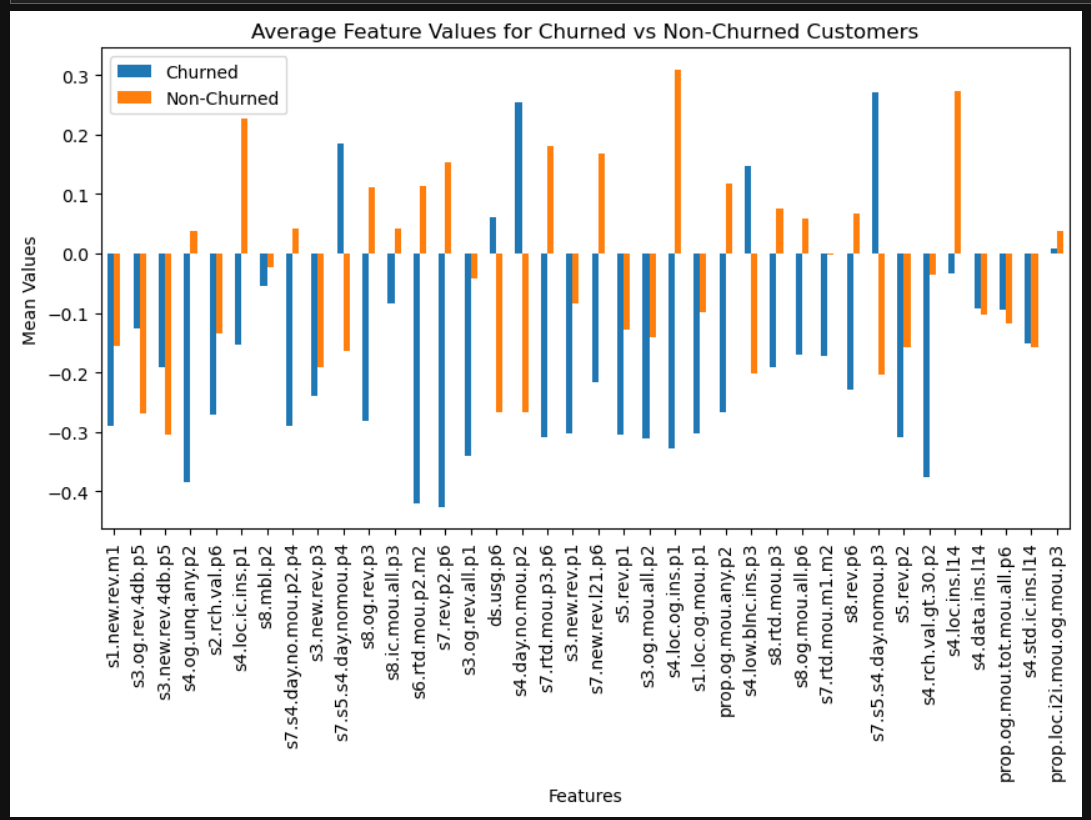 Average Feature Values for Churned vs Non-Churned Customers
Churned
Non-Churned
Mean Values
0.3
0.2
0.1
0.0
−0.1
−0.2
−0.3
−0.4
s1.new.rev.m1
s3.og.rev.4db.p5
s3.new.rev.4db.p5
s4.og.unq.any.p2
s2.rch.val.p6
s4.loc.ic.ins.p1
s8.mbl.p2
s7.s4.day.no.mou.p2.p4
s3.new.rev.p3
s7.s5.s4.day.nomou.p4
s8.og.rev.p3
s8.ic.mou.all.p3
s6.rtd.mou.p2.m2
s7.rev.p2.p6
s3.og.rev.all.p1
ds.usg.p6
s4.day.no.mou.p2
s7.rtd.mou.p3.p6
s3.new.rev.p1
s7.new.rev.l21.p6
s5.rev.p1
s3.og.mou.all.p2
s4.loc.og.ins.p1
s1.loc.og.mou.p1
prop.og.mou.any.p2
s4.low.blnc.ins.p3
s8.rtd.mou.p3
s8.og.mou.all.p6
s7.rtd.mou.m1.m2
s8.rev.p6
s7.s5.s4.day.nomou.p3
s5.rev.p2
s4.rch.val.gt.30.p2
s4.loc.ins.l14
s4.data.ins.l14
prop.og.mou.tot.mou.all.p6
s4.std.ic.ins.l14
prop.loc.i2i.mou.og.mou.p3
Features